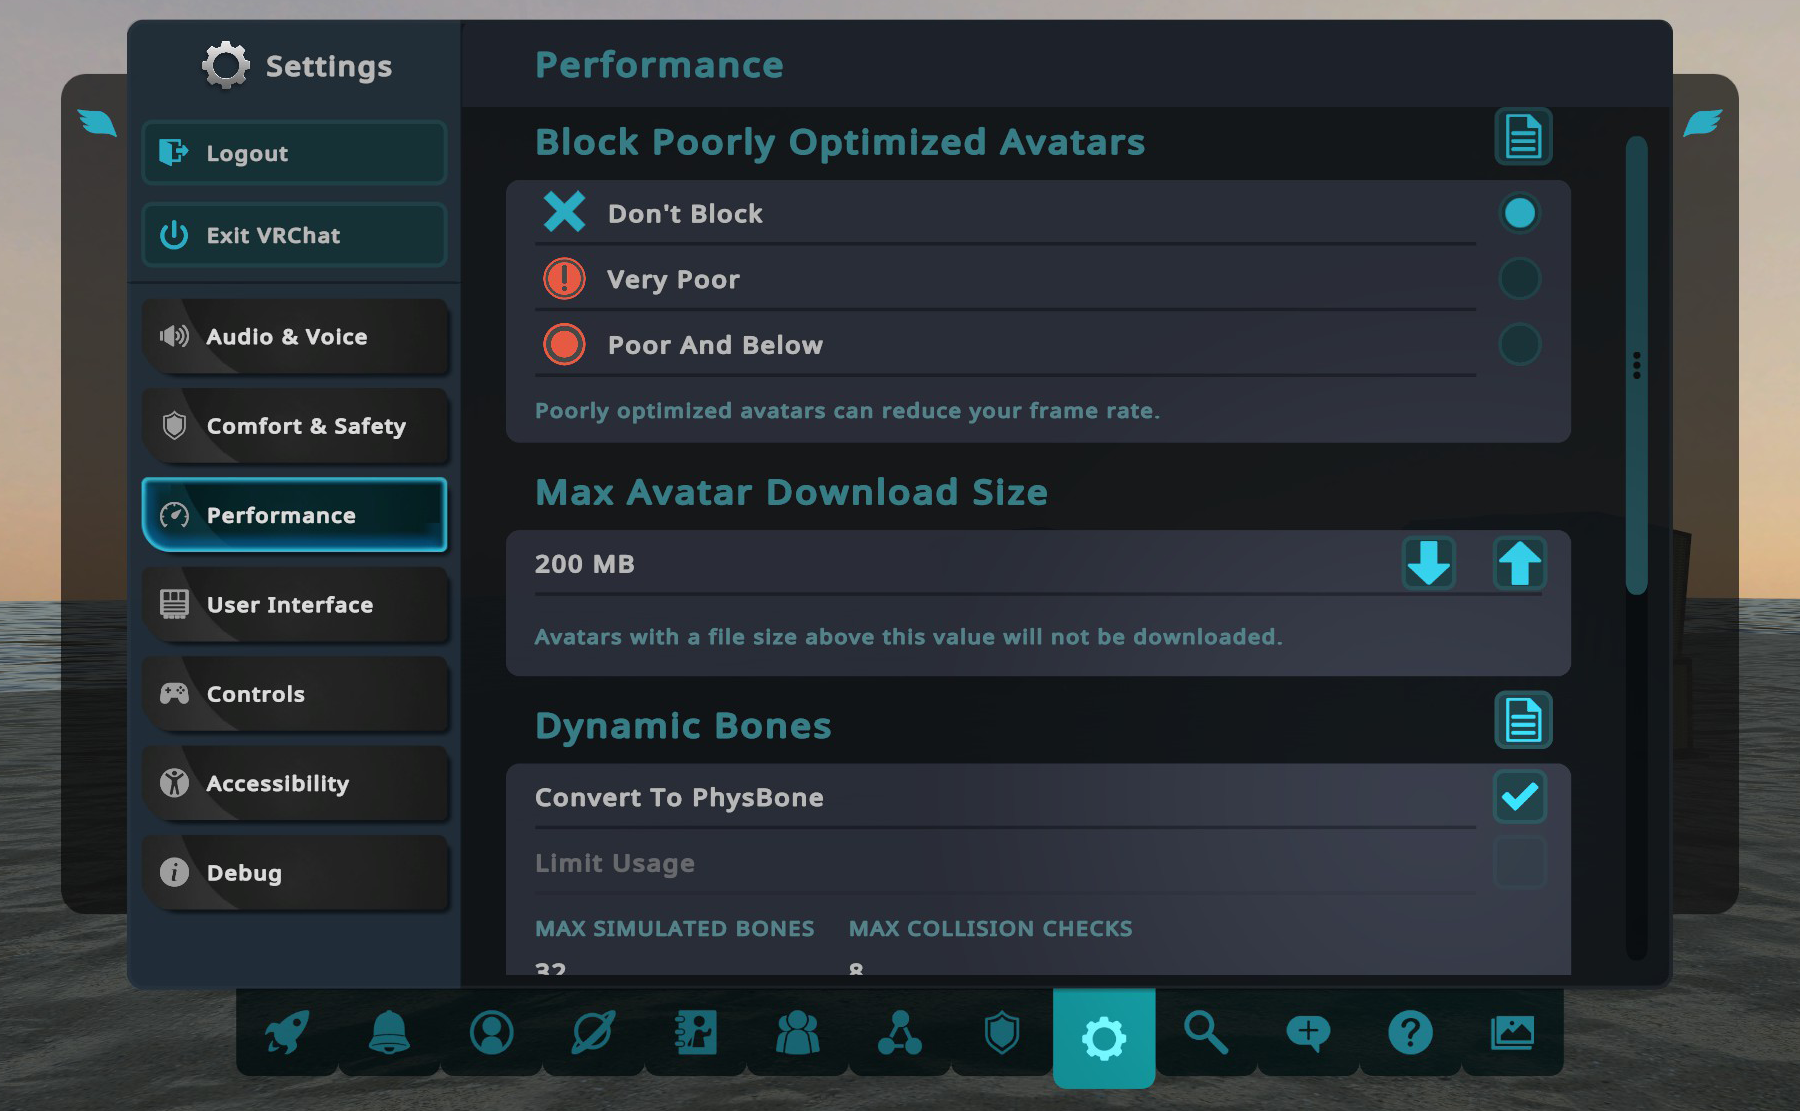 Settings
Logout
Exit VRChat
Audio & Voice
Comfort & Safety
Performance
User Interface
Controls
Accessibility
Debug
Performance
Block Poorly Optimized Avatars
Don't Block
Very Poor
Poor And Below
Poorly optimized avatars can reduce your frame rate.
Max Avatar Download Size
200 MB
Avatars with a file size above this value will not be downloaded.
Dynamic Bones
Convert To PhysBone
Limit Usage
MAX SIMULATED BONES MAX COLLISION CHECKS
32 8